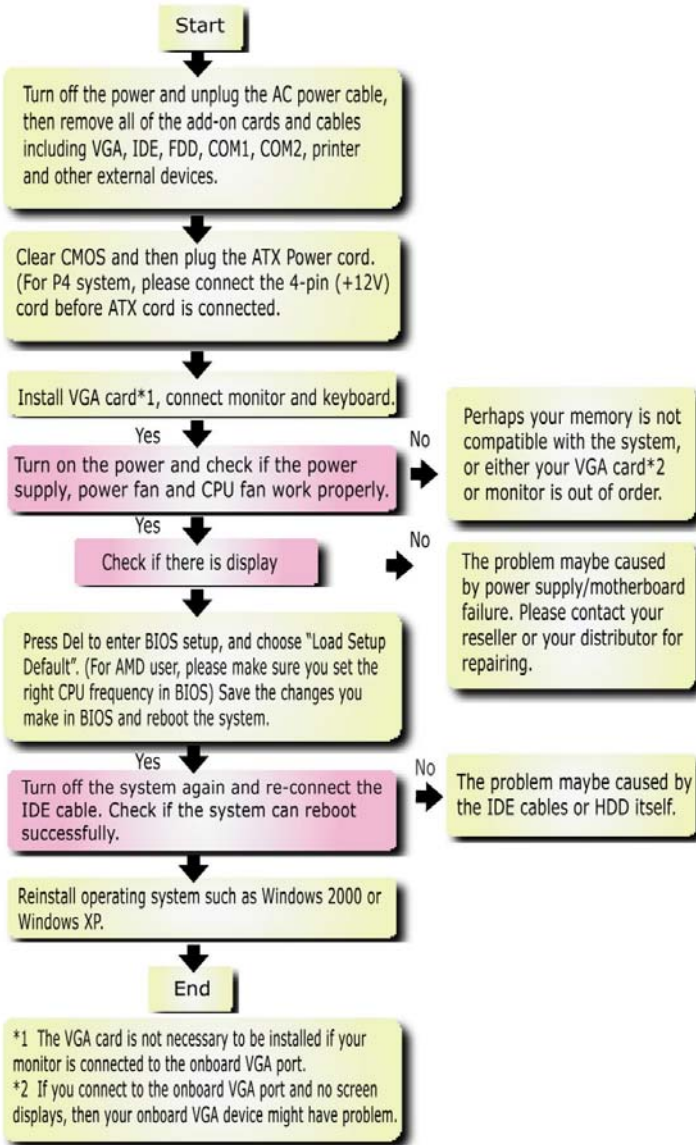 Start
Turn off the power and unplug the AC power cable,
then remove all of the add-on cards and cables
including VGA, IDE, FDD, COM1, COM2, printer
and other external devices.
Clear CMOS and then plug the ATX Power cord.
(For P4 system, please connect the 4-pin (+12V)
cord before ATX cord is connected.
Install VGA card*1, connect monitor and keyboard.
Yes
Turn on the power and check if the power
supply, power fan and CPU fan work properly.
No
Perhaps your memory is not
compatible with the system,
or either your VGA card*2
or monitor is out of order.
Yes
Check if there is display
No
The problem maybe caused
by power supply/motherboard
failure. Please contact your
reseller or your distributor for
repairing.
Press Del to enter BIOS setup, and choose "Load Setup
Default". (For AMD user, please make sure you set the
right CPU frequency in BIOS) Save the changes you
make in BIOS and reboot the system.
Yes
Turn off the system again and re-connect the
IDE cable. Check if the system can reboot
successfully.
No
The problem maybe caused by
the IDE cables or HDD itself.
Reinstall operating system such as Windows 2000 or
Windows XP.
End
*1 The VGA card is not necessary to be installed if your
monitor is connected to the onboard VGA port.
*2 If you connect to the onboard VGA port and no screen
displays, then your onboard VGA device might have problem.